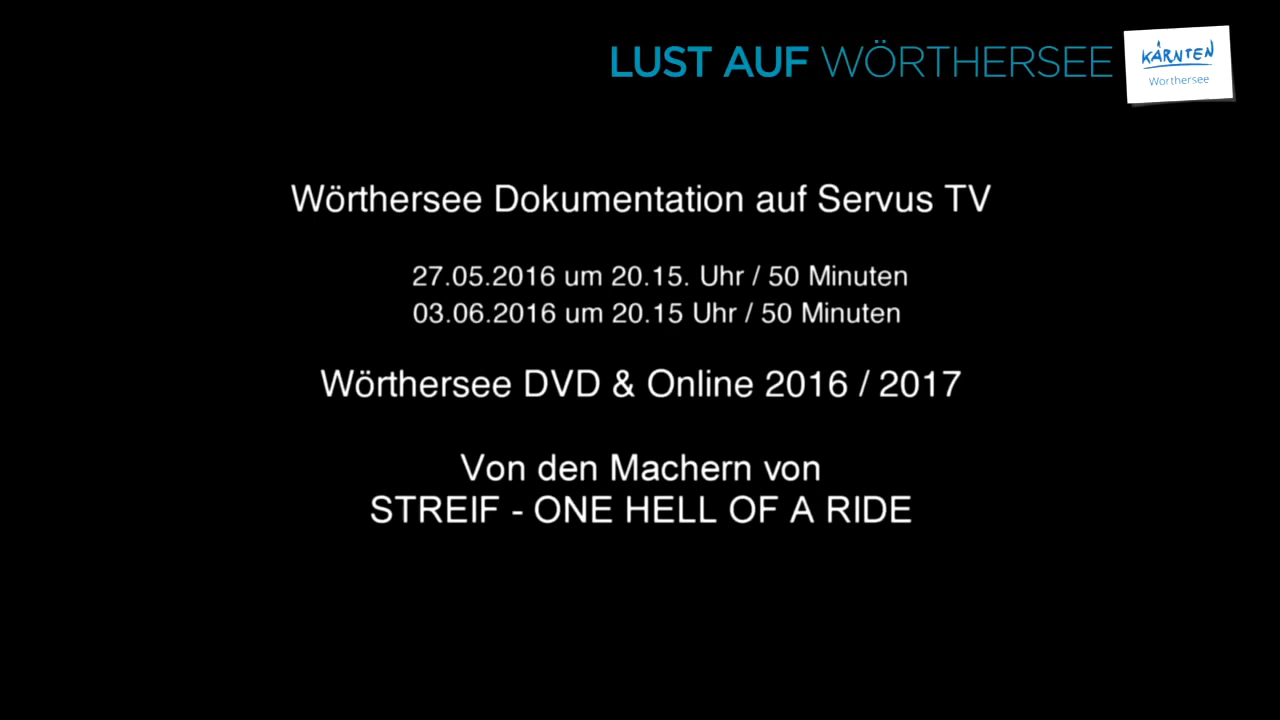 LUST AUF WÖRTHERSEE
KÄRNTEN
Wörthersee
Wörthersee Dokumentation auf Servus TV
27.05.2016 um 20.15. Uhr / 50 Minuten
03.06.2016 um 20.15 Uhr / 50 Minuten
Wörthersee DVD & Online 2016 / 2017
Von den Machern von
STREIF - ONE HELL OF A RIDE